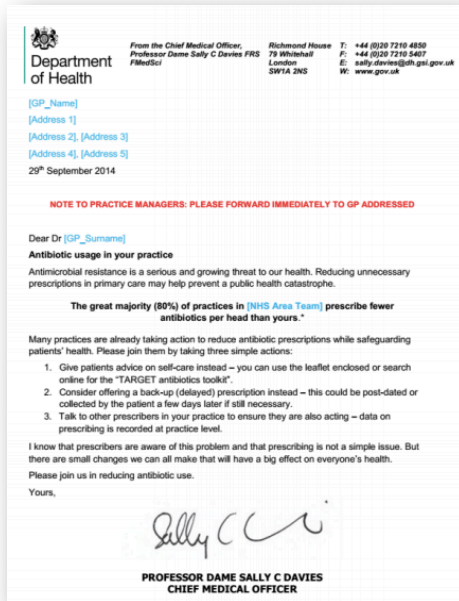 Department
of Health
From the Chief Medical Officer,
Professor Dame Sally C Davies FRS
FMedSci
Richmond House
79 Whitehall
London
SW1A 2NS
T: +44 (0)20 7210 4850
F: +44 (0)20 7210 5407
E: sally.davies@dh.gsi.gov.uk
W: www.gov.uk
[GP_Name]
[Address 1]
[Address 2], [Address 3]
[Address 4], [Address 5]
29th September 2014
NOTE TO PRACTICE MANAGERS: PLEASE FORWARD IMMEDIATELY TO GP ADDRESSED
Dear Dr [GP_Surname]
Antibiotic usage in your practice
Antimicrobial resistance is a serious and growing threat to our health. Reducing unnecessary
prescriptions in primary care may help prevent a public health catastrophe.
The great majority (80%) of practices in [NHS Area Team] prescribe fewer
antibiotics per head than yours.*
Many practices are already taking action to reduce antibiotic prescriptions while safeguarding
patients' health. Please join them by taking three simple actions:
1. Give patients advice on self-care instead – you can use the leaflet enclosed or search
online for the "TARGET antibiotics toolkit".
2. Consider offering a back-up (delayed) prescription instead – this could be post-dated or
collected by the patient a few days later if still necessary.
3. Talk to other prescribers in your practice to ensure they are also acting – data on
prescribing is recorded at practice level.
I know that prescribers are aware of this problem and that prescribing is not a simple issue. But
there are small changes we can all make that will have a big effect on everyone's health.
Please join us in reducing antibiotic use.
Yours,
Sally C
PROFESSOR DAME SALLY C DAVIES
CHIEF MEDICAL OFFICER